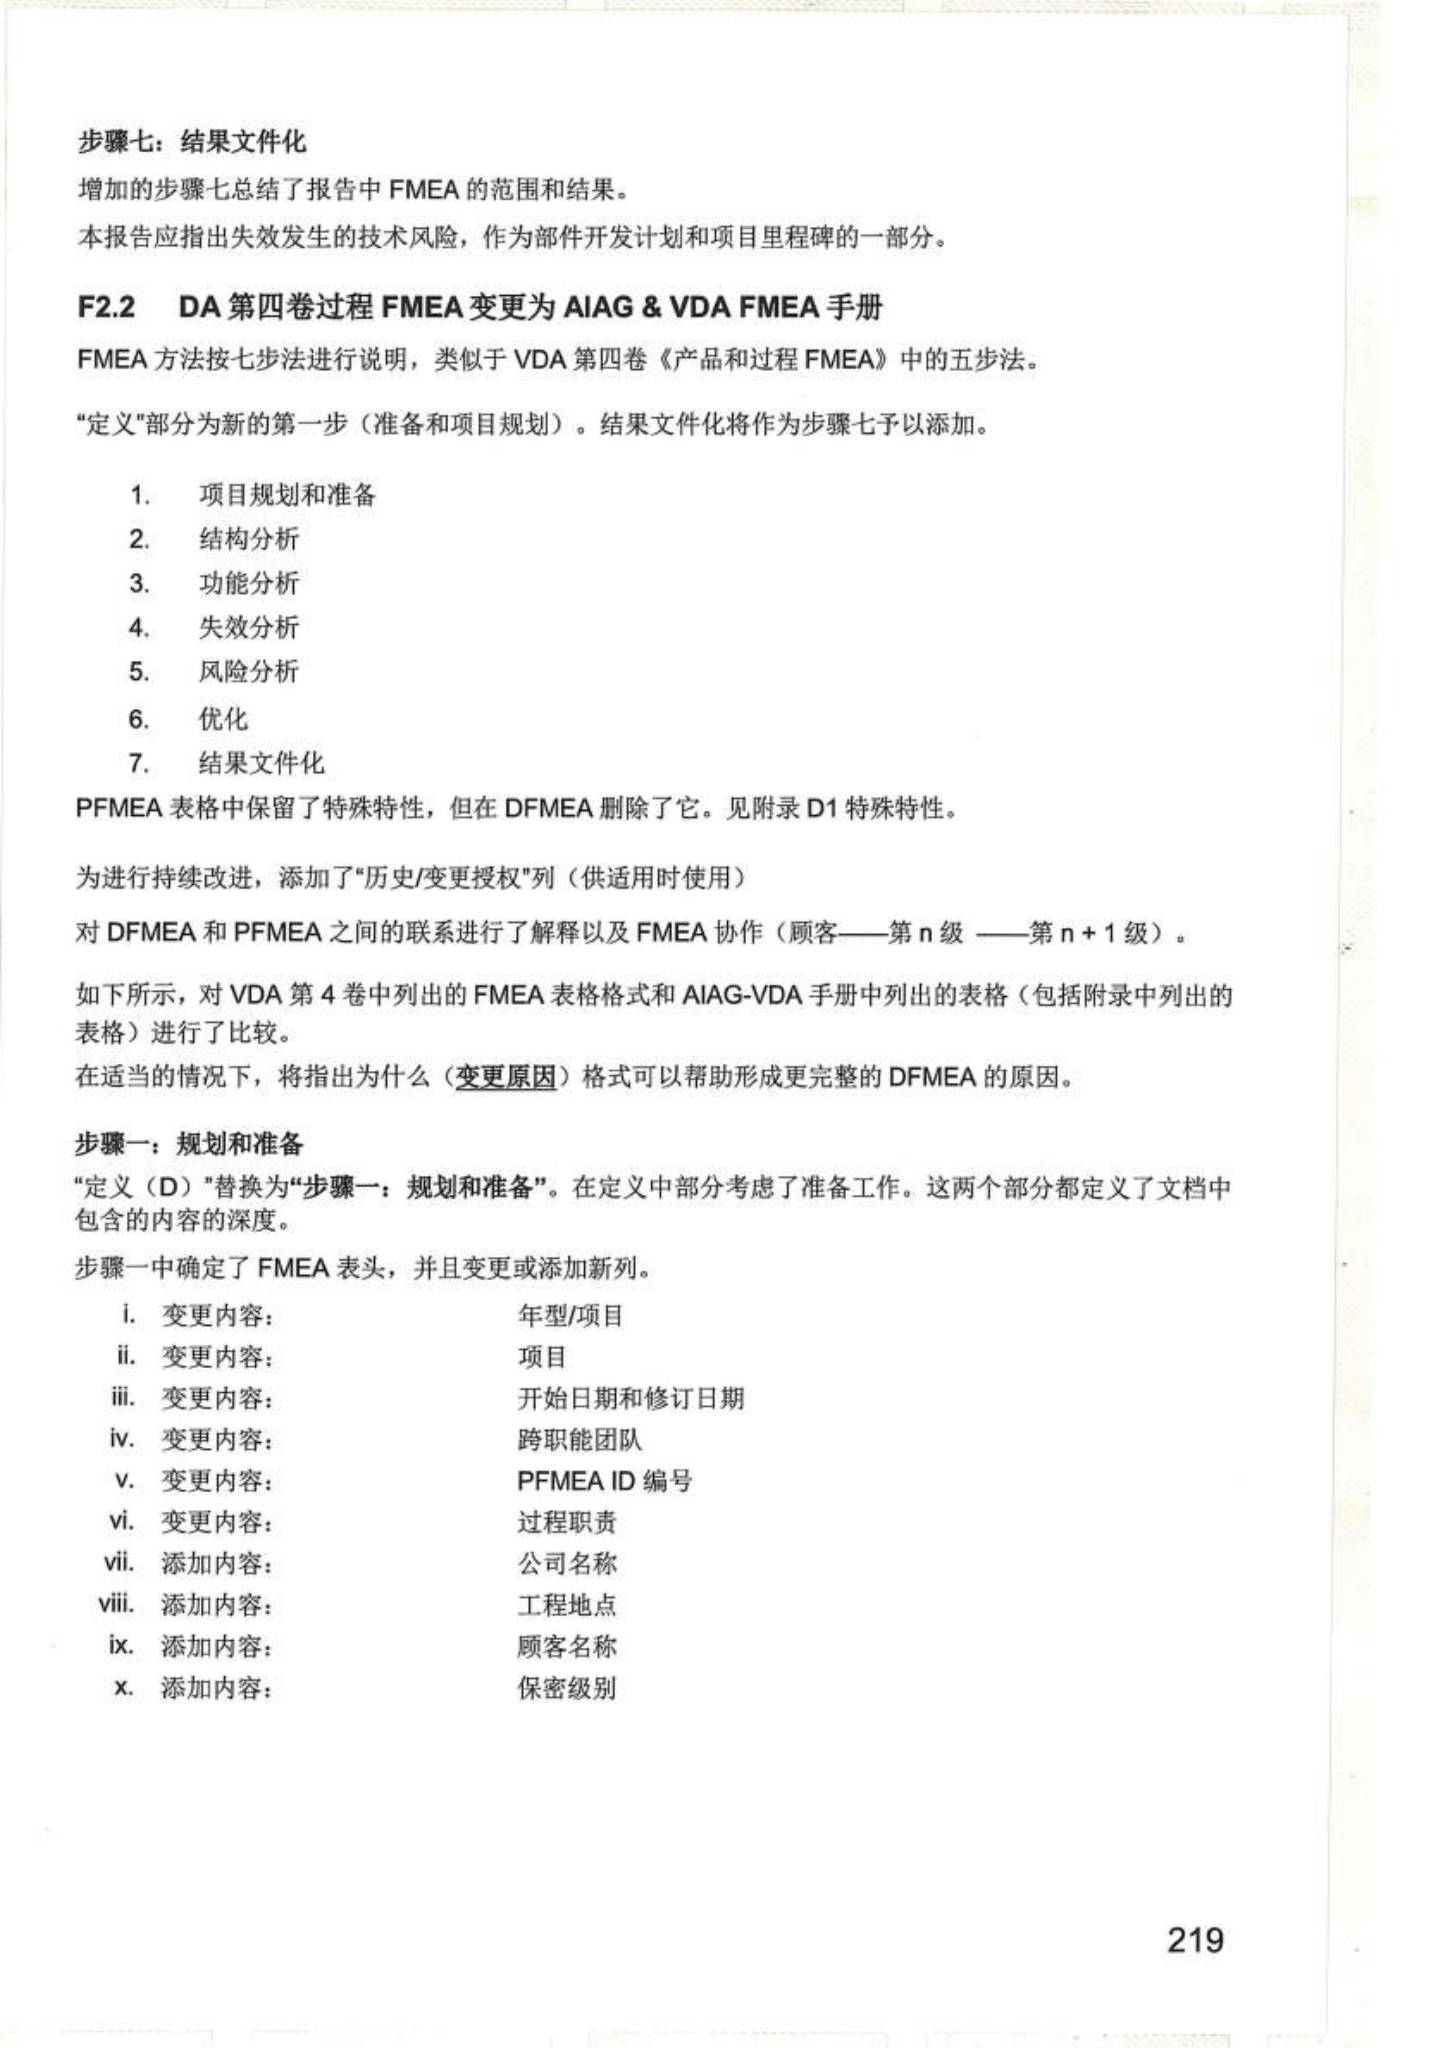 步骤七：结果文件化
增加的步骤七总结了报告中 FMEA 的范围和结果。
本报告应指出失效发生的技术风险，作为部件开发计划和项目里程碑的一部分。
F2.2 DA 第四卷过程 FMEA 变更为 AIAG & VDA FMEA 手册
FMEA 方法按七步法进行说明，类似于 VDA 第四卷《产品和过程 FMEA》中的五步法。
“定义”部分为新的第一步（准备和项目规划）。结果文件化将作为步骤七予以添加。
1. 项目规划和准备
2. 结构分析
3. 功能分析
4. 失效分析
5. 风险分析
6. 优化
7. 结果文件化
PFMEA 表格中保留了特殊特性，但在 DFMEA 删除了它。见附录 D1 特殊特性。
为进行持续改进，添加了“历史/变更授权”列（供适用时使用）
对 DFMEA 和 PFMEA 之间的联系进行了解释以及 FMEA 协作（顾客——第 n 级 ——第 n + 1 级）。
如下所示，对 VDA 第 4 卷中列出的 FMEA 表格格式和 AIAG-VDA 手册中列出的表格（包括附录中列出的
表格）进行了比较。
在适当的情况下，将指出为什么（变更原因）格式可以帮助形成更完整的 DFMEA 的原因。
步骤一：规划和准备
“定义（D）”替换为“步骤一：规划和准备”。在定义中部分考虑了准备工作。这两个部分都定义了文档中
包含的内容的深度。
步骤一中确定了 FMEA 表头，并且变更或添加新列。
i. 变更内容： 年型/项目
ii. 变更内容： 项目
iii. 变更内容： 开始日期和修订日期
iv. 变更内容： 跨职能团队
v. 变更内容： PFMEA ID 编号
vi. 变更内容： 过程职责
vii. 添加内容： 公司名称
viii. 添加内容： 工程地点
ix. 添加内容： 顾客名称
x. 添加内容： 保密级别
219